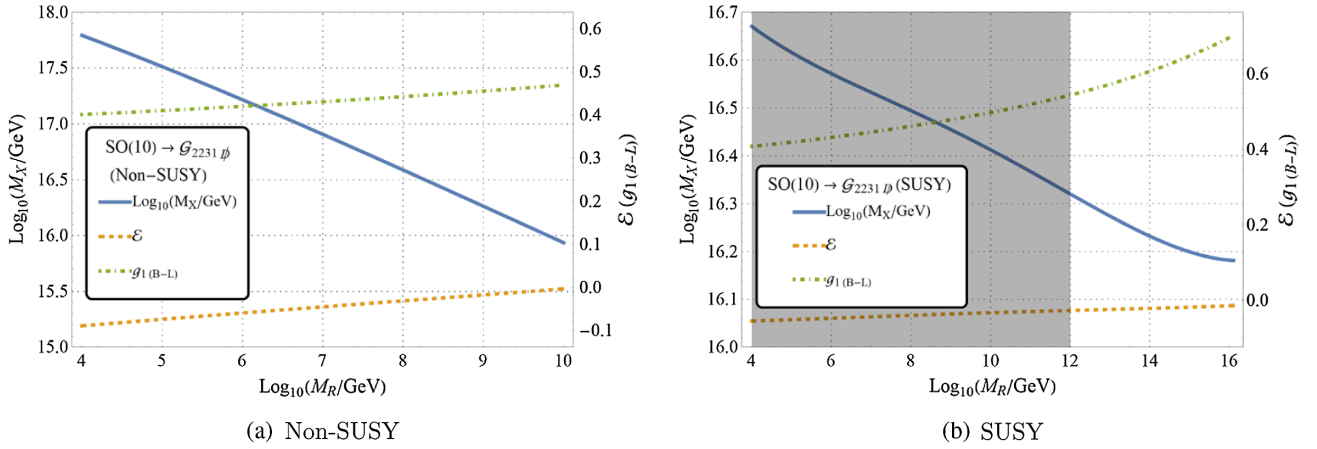 18.0
17.5
17.0
16.5
16.0
15.5
15.0
Log10(MX/GeV)
SO(10) → 𝒢2231 D̸
(Non−SUSY)
Log10(MX/GeV)
ℰ
g1 (B−L)
0.6
0.5
0.4
0.3
0.2
0.1
0.0
−0.1
ℰ (g1 (B−L))
4 5 6 7 8 9 10
Log10(MR/GeV)
(a) Non-SUSY
16.7
16.6
16.5
16.4
16.3
16.2
16.1
16.0
Log10(MX/GeV)
SO(10) → 𝒢2231 D̸ (SUSY)
Log10(MX/GeV)
ℰ
g1 (B−L)
0.6
0.4
0.2
0.0
ℰ (g1 (B−L))
4 6 8 10 12 14 16
Log10(MR/GeV)
(b) SUSY